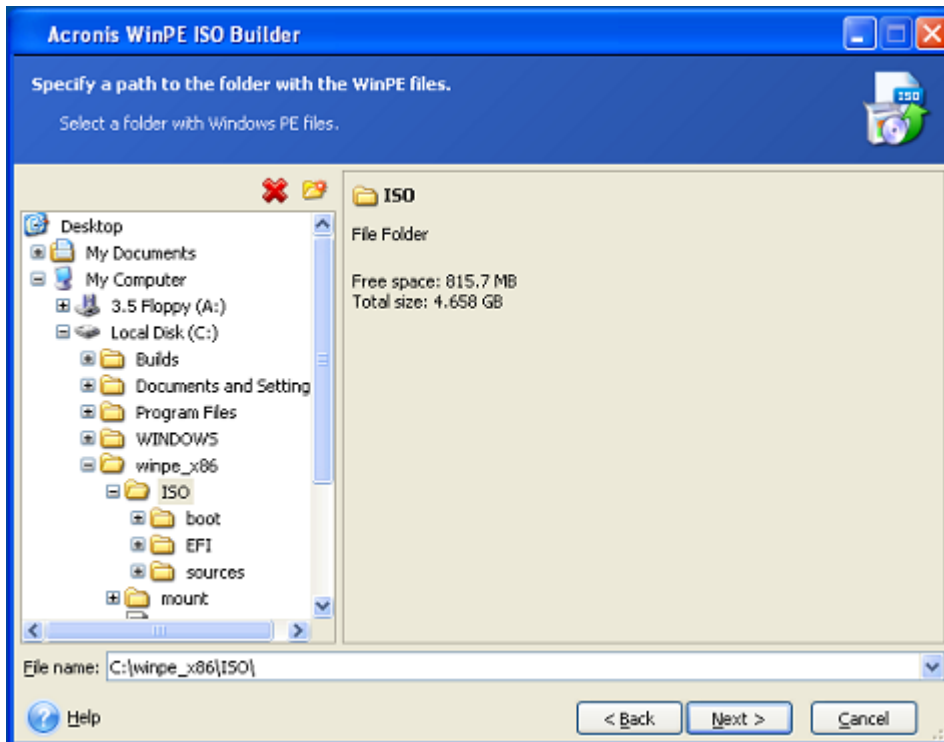 Acronis WinPE ISO Builder
Specify a path to the folder with the WinPE files.
Select a folder with Windows PE files.
ISO
Desktop
My Documents
My Computer
3.5 Floppy (A:)
Local Disk (C:)
Builds
Documents and Setting
Program Files
WINDOWS
winpe_x86
ISO
boot
EFI
sources
mount
ISO
File Folder
Free space: 815.7 MB
Total size: 4.658 GB
File name: C:\winpe_x86\ISO\
Help
< Back
Next >
Cancel